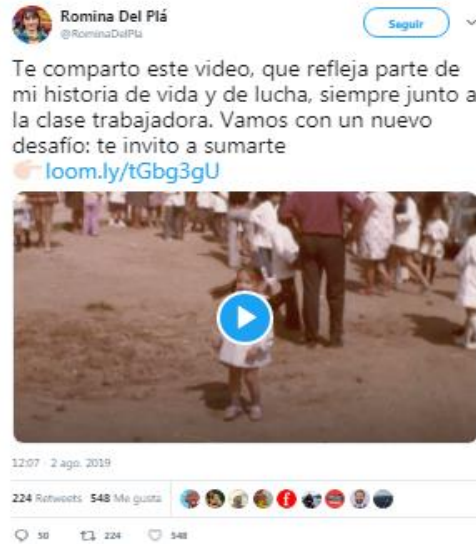 Romina Del Plá
@RominaDelPla
Seguir
Te comparto este video, que refleja parte de
mi historia de vida y de lucha, siempre junto a
la clase trabajadora. Vamos con un nuevo
desafío: te invito a sumarte
loom.ly/tGbg3gU
12:07 - 2 ago. 2019
224 Retweets 548 Me gusta
50 224 548